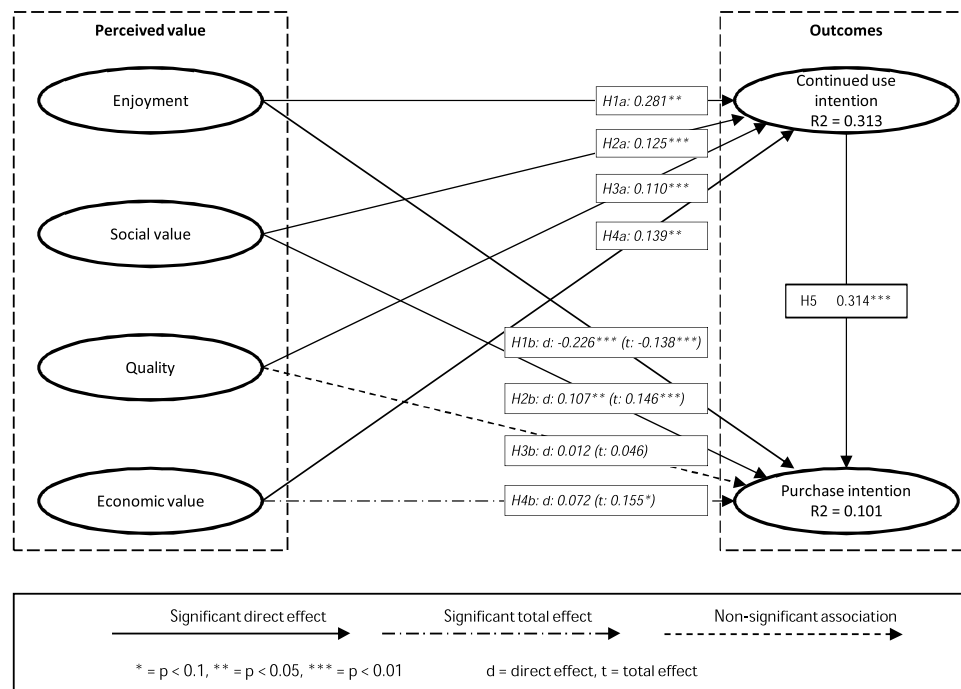 Perceived value
Outcomes
Enjoyment
Social value
Quality
Economic value
H1a: 0.281**
H2a: 0.125***
H3a: 0.110***
H4a: 0.139**
Continued use
intention
R2 = 0.313
H5 0.314***
H1b: d: -0.226*** (t: -0.138***)
H2b: d: 0.107** (t: 0.146***)
H3b: d: 0.012 (t: 0.046)
H4b: d: 0.072 (t: 0.155*)
Purchase intention
R2 = 0.101
Significant direct effect
Significant total effect
Non-significant association
* = p < 0.1, ** = p < 0.05, *** = p < 0.01
d = direct effect, t = total effect